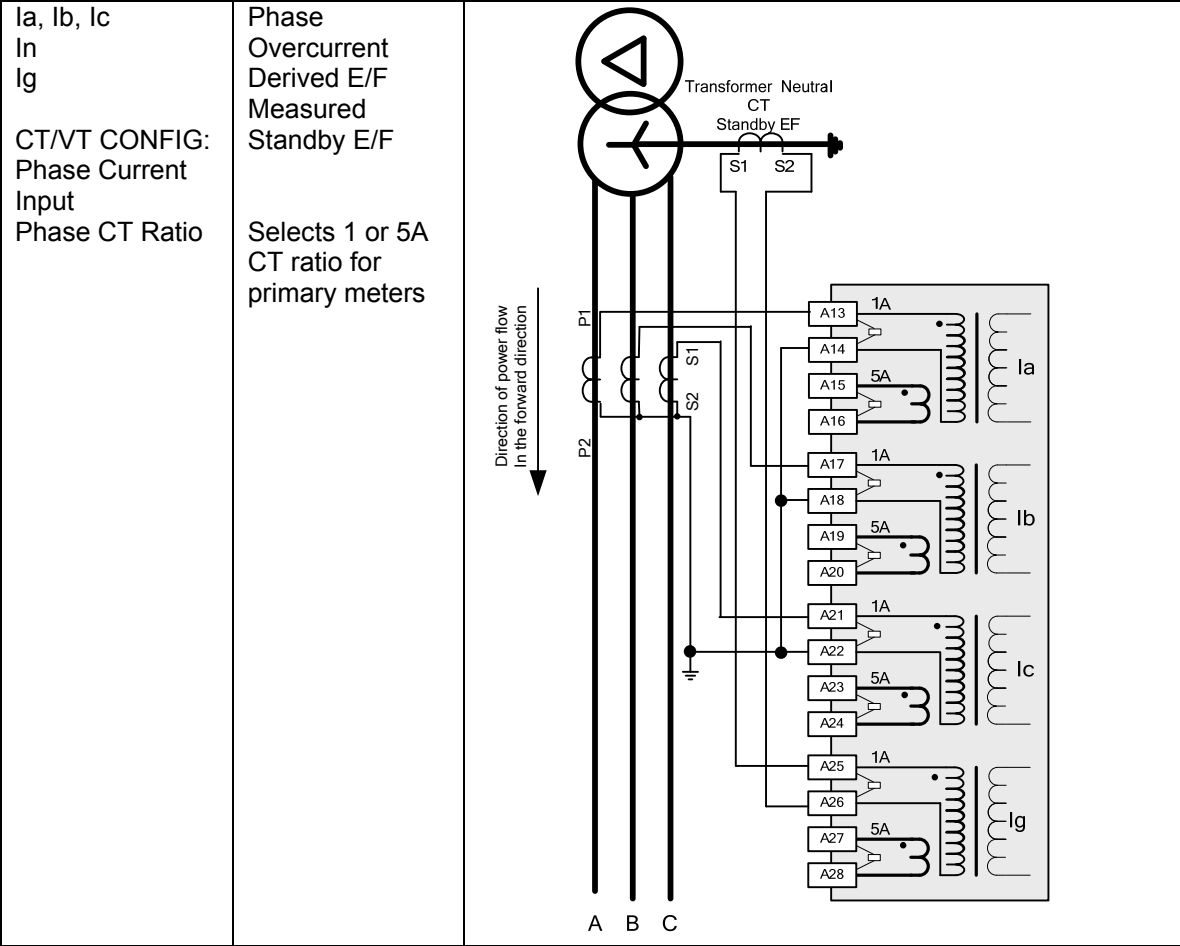 Ia, Ib, Ic
In
Ig
CT/VT CONFIG:
Phase Current
Input
Phase CT Ratio
Phase
Overcurrent
Derived E/F
Measured
Standby E/F
Selects 1 or 5A
CT ratio for
primary meters
Transformer Neutral
CT
Standby EF
S1 S2
Direction of power flow
In the forward direction
P1
P2
S1
S2
A13 1A
A14
A15 5A
A16
Ia
A17 1A
A18
A19 5A
A20
Ib
A21 1A
A22
A23 5A
A24
Ic
A25 1A
A26
A27 5A
A28
Ig
A B C